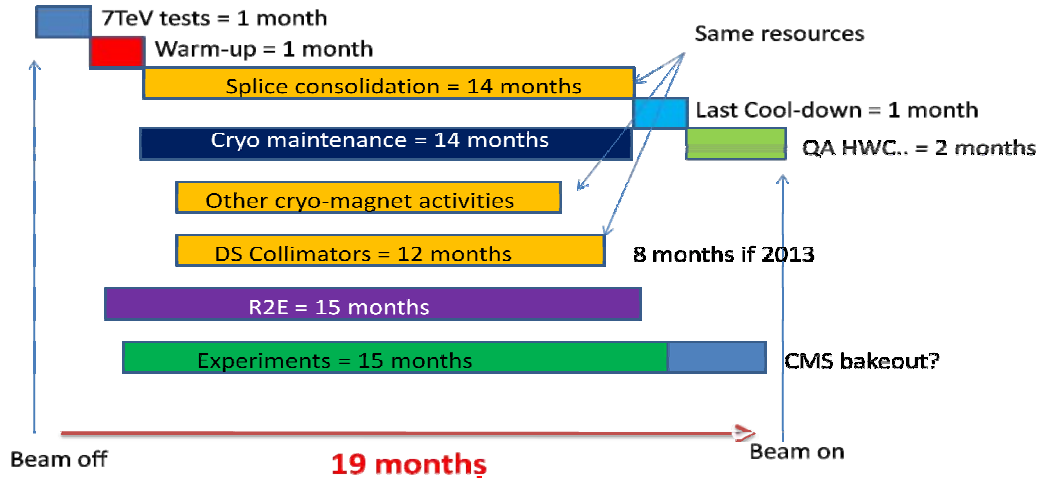 7TeV tests = 1 month
Warm-up = 1 month
Same resources
Splice consolidation = 14 months
Last Cool-down = 1 month
Cryo maintenance = 14 months
QA HWC.. = 2 months
Other cryo-magnet activities
DS Collimators = 12 months
8 months if 2013
R2E = 15 months
Experiments = 15 months
CMS bakeout?
Beam off
19 months
Beam on